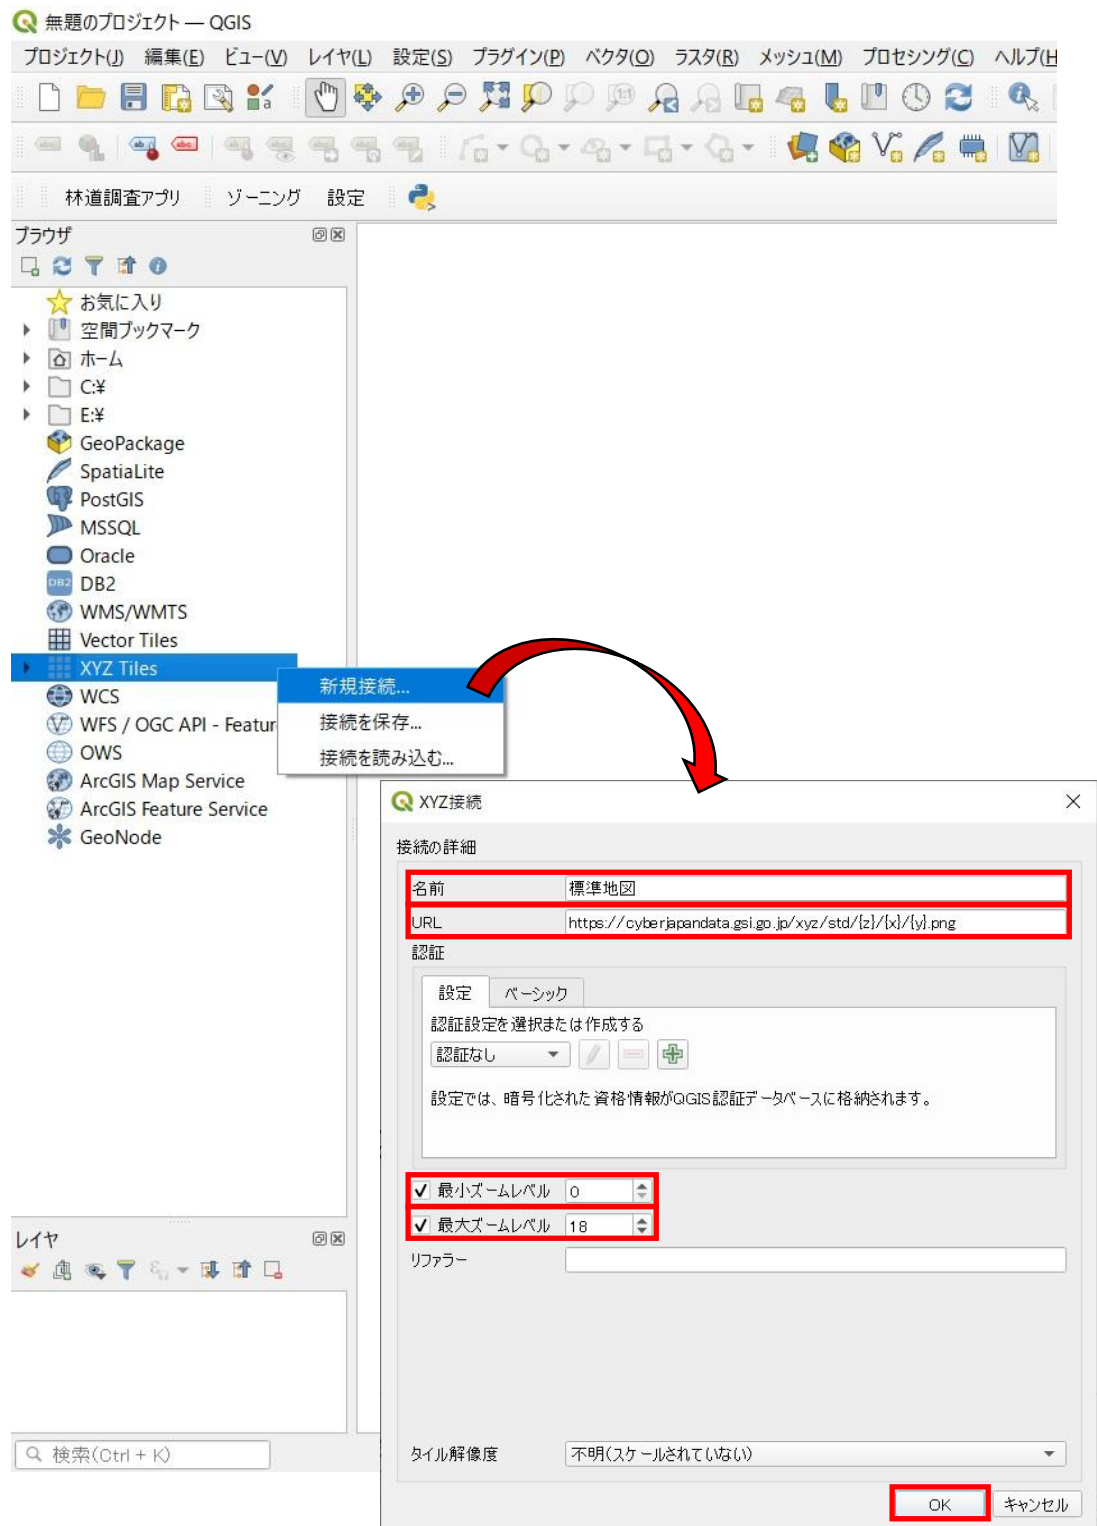 無題のプロジェクト — QGIS
プロジェクト(J) 編集(E) ビュー(V) レイヤ(L) 設定(S) プラグイン(P) ベクタ(O) ラスタ(R) メッシュ(M) プロセシング(C) ヘルプ(H
林道調査アプリ ゾーニング 設定
ブラウザ
お気に入り
空間ブックマーク
ホーム
C:¥
E:¥
GeoPackage
SpatiaLite
PostGIS
MSSQL
Oracle
DB2
WMS/WMTS
Vector Tiles
XYZ Tiles
新規接続...
WCS
WFS / OGC API - Featur
接続を保存...
OWS
接続を読み込む...
ArcGIS Map Service
ArcGIS Feature Service
GeoNode
XYZ接続
接続の詳細
名前 標準地図
URL https://cyberjapandata.gsi.go.jp/xyz/std/{z}/{x}/{y}.png
認証
設定 ベーシック
認証設定を選択または作成する
認証なし
設定では、暗号化された資格情報がQGIS認証データベースに格納されます。
最小ズームレベル 0
最大ズームレベル 18
リファラー
レイヤ
検索(Ctrl + K)
タイル解像度 不明(スケールされていない)
OK キャンセル